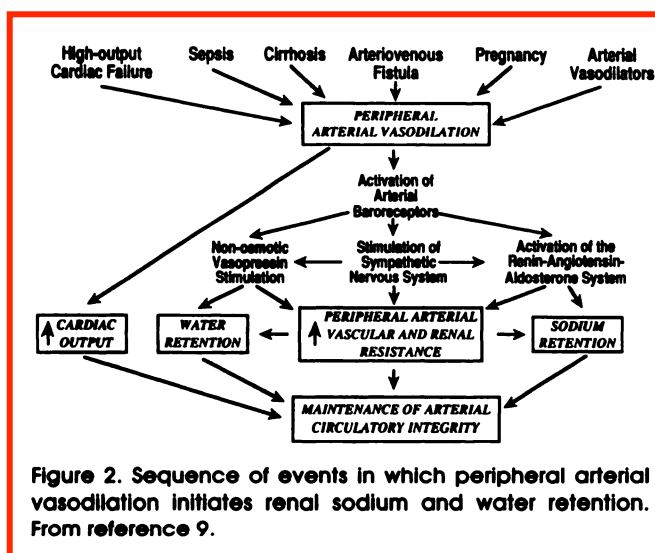 High-output
Cardiac Failure
Sepsis
Cirrhosis
Arteriovenous
Fistula
Pregnancy
Arterial
Vasodilators
PERIPHERAL
ARTERIAL VASODILATION
Activation of
Arterial
Baroreceptors
Non-osmotic
Vasopressin
Stimulation
Stimulation of
Sympathetic
Nervous System
Activation of the
Renin-Angiotensin-
Aldosterone System
CARDIAC
OUTPUT
WATER
RETENTION
PERIPHERAL ARTERIAL
VASCULAR AND RENAL
RESISTANCE
SODIUM
RETENTION
MAINTENANCE OF ARTERIAL
CIRCULATORY INTEGRITY
Figure 2. Sequence of events in which peripheral arterial
vasodilation initiates renal sodium and water retention.
From reference 9.